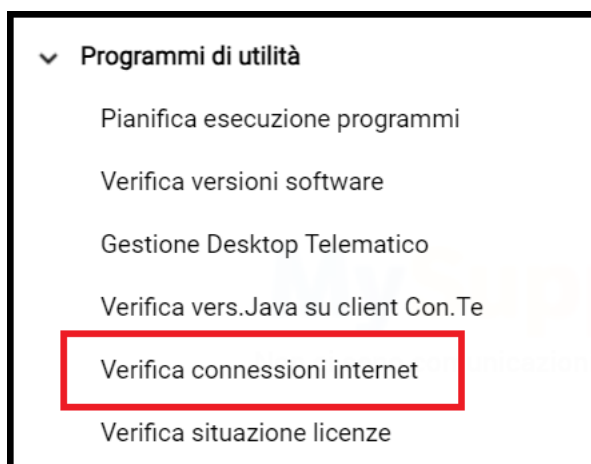 Programmi di utilità
Pianifica esecuzione programmi
Verifica versioni software
Gestione Desktop Telematico
Verifica vers.Java su client Con.Te
Verifica connessioni internet
Verifica situazione licenze